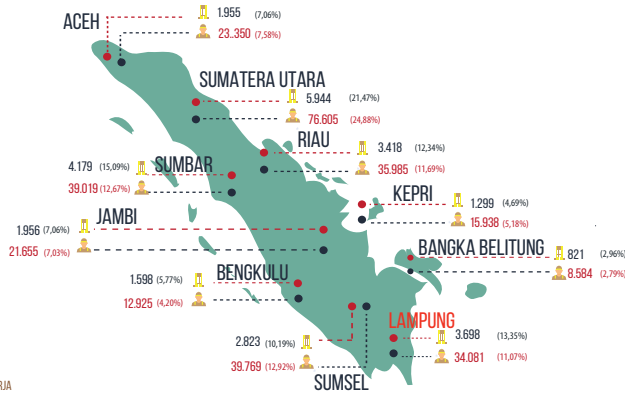 ACEH
1.955 (7,06%)
23..350 (7,58%)
SUMATERA UTARA
5.944 (21,47%)
76.605 (24,88%)
RIAU
3.418 (12,34%)
35.985 (11,69%)
4.179 (15,09%) SUMBAR
39.019 (12,67%)
KEPRI
1.299 (4,69%)
15.938 (5,18%)
JAMBI
1.956 (7,06%)
21.655 (7,03%)
BANGKA BELITUNG
821 (2,96%)
8.584 (2,79%)
BENGKULU
1.598 (5,77%)
12.925 (4,20%)
LAMPUNG
3.698 (13,35%)
34.081 (11,07%)
2.823 (10,19%)
39.769 (12,92%)
SUMSEL
RJA